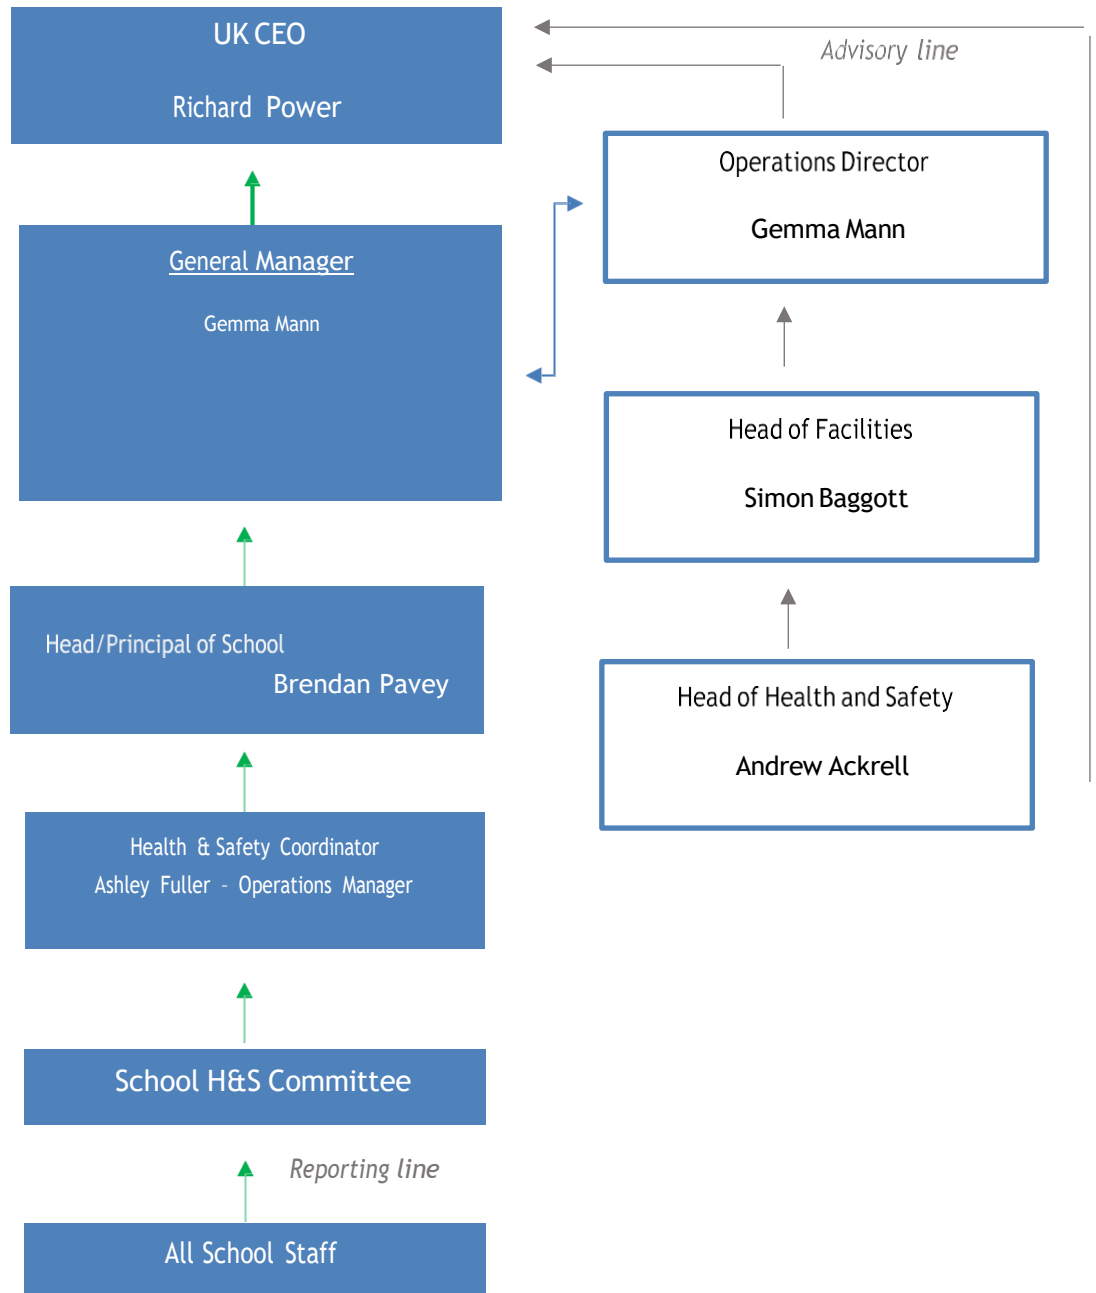 UK CEO
Richard Power
Advisory line
Operations Director
Gemma Mann
General Manager
Gemma Mann
Head of Facilities
Simon Baggott
Head/Principal of School
Brendan Pavey
Head of Health and Safety
Andrew Ackrell
Health & Safety Coordinator
Ashley Fuller – Operations Manager
School H&S Committee
Reporting line
All School Staff